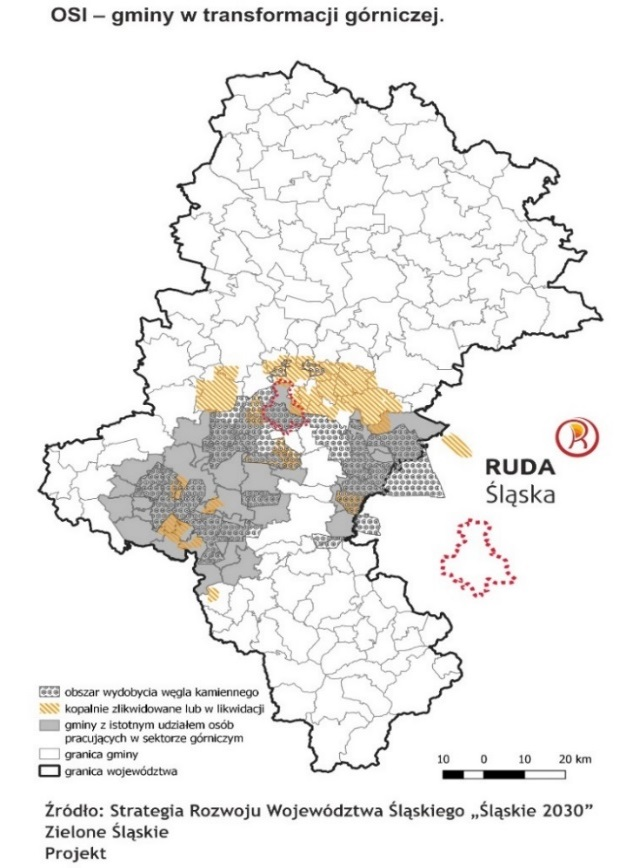 OSI – gminy w transformacji górniczej.
RUDA
Śląska
obszar wydobycia węgla kamiennego
kopalnie zlikwidowane lub w likwidacji
gminy z istotnym udziałem osób
pracujących w sektorze górniczym
granica gminy
granica województwa
10 0 10 20 km
Źródło: Strategia Rozwoju Województwa Śląskiego „Śląskie 2030”
Zielone Śląskie
Projekt